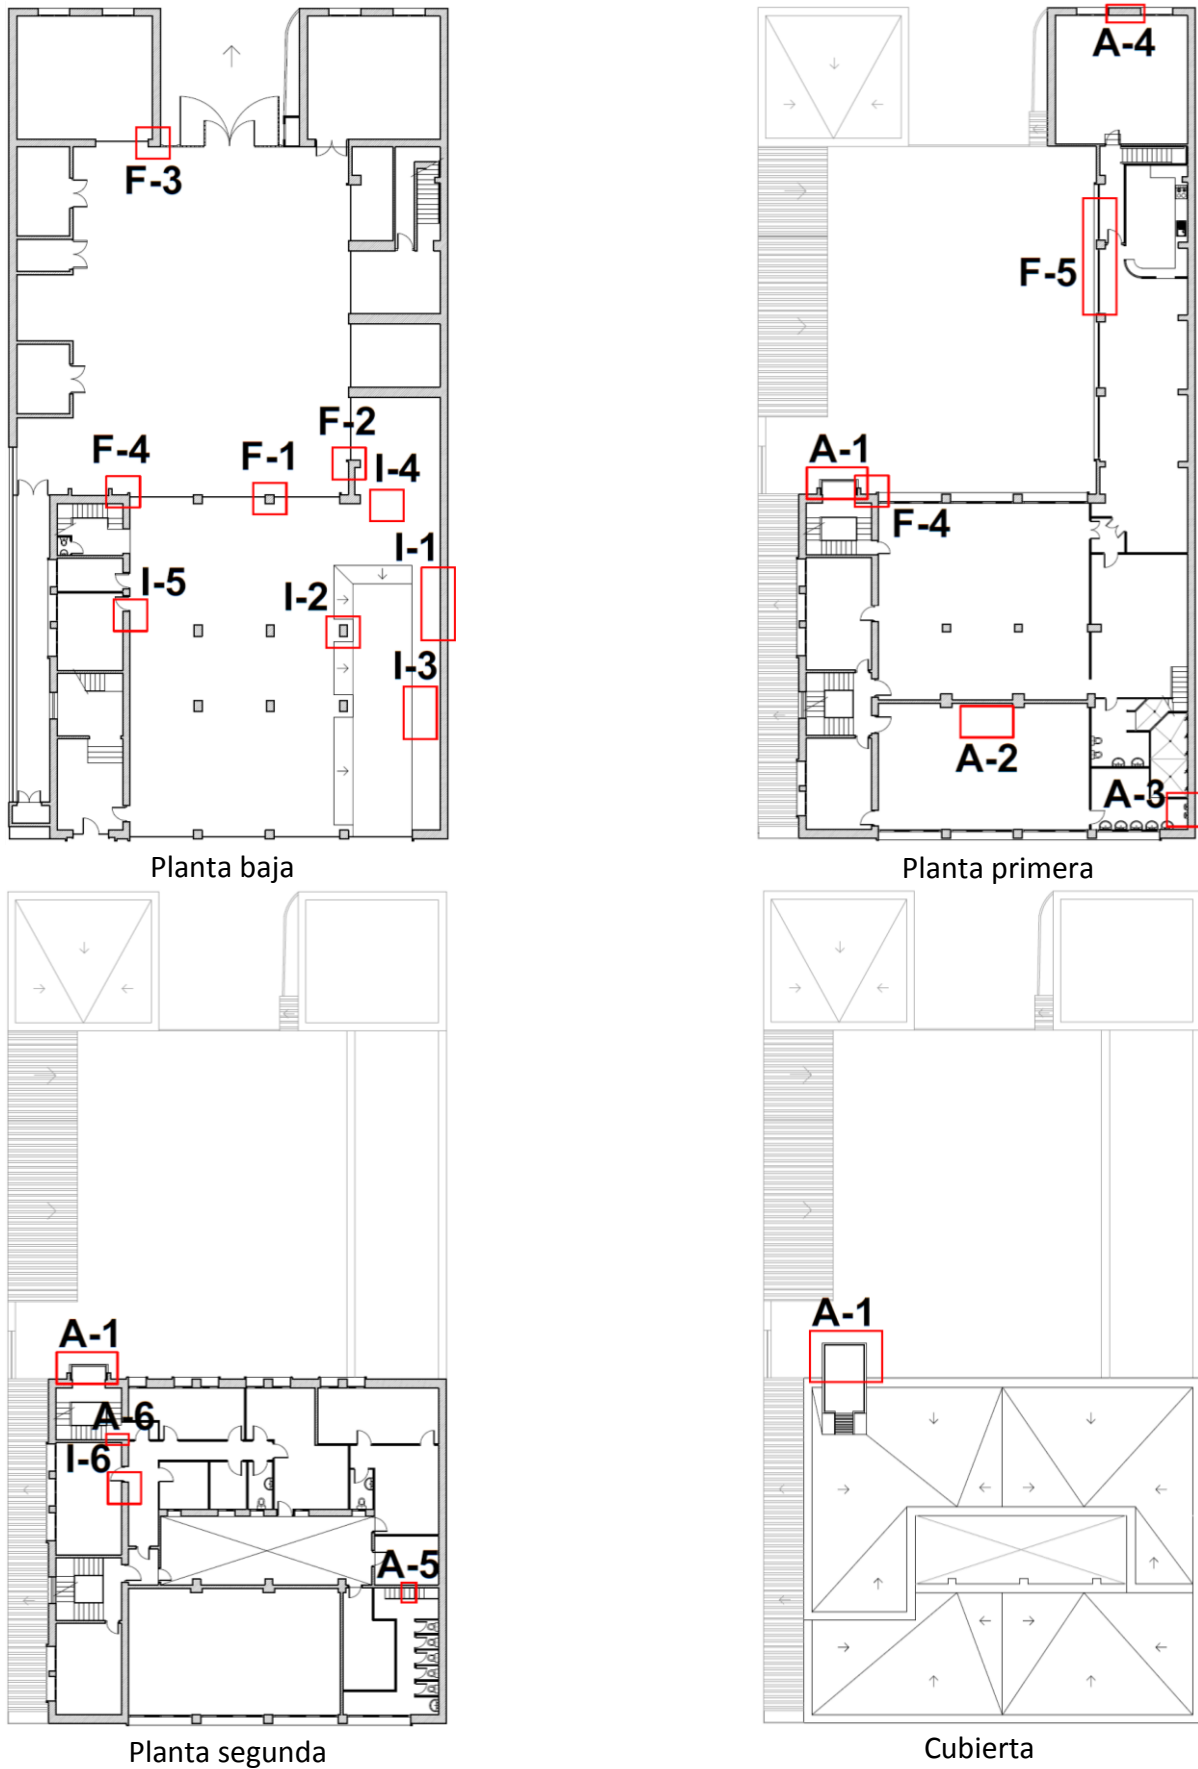 A-4
F-3
F-5
F-2
F-4
F-1
I-4
A-1
F-4
I-1
I-5
I-2
I-3
A-2
A-3
Planta baja
Planta primera
A-1
A-1
A-6
I-6
A-5
Planta segunda
Cubierta